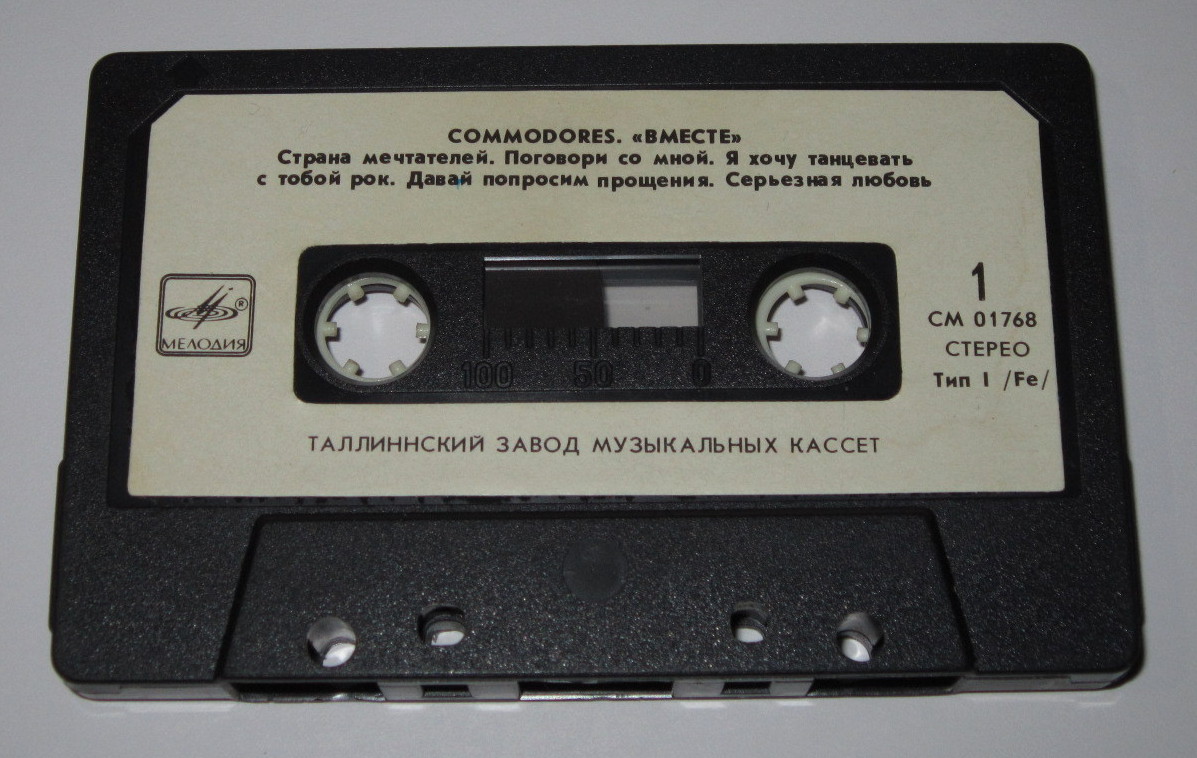 COMMODORES. «ВМЕСТЕ»
Страна мечтателей. Поговори со мной. Я хочу танцевать
с тобой рок. Давай попросим прощения. Серьезная любовь
МЕЛОДИЯ
®
1
СМ 01768
СТЕРЕО
Тип I /Fe/
100 50 0
ТАЛЛИННСКИЙ ЗАВОД МУЗЫКАЛЬНЫХ КАССЕТ